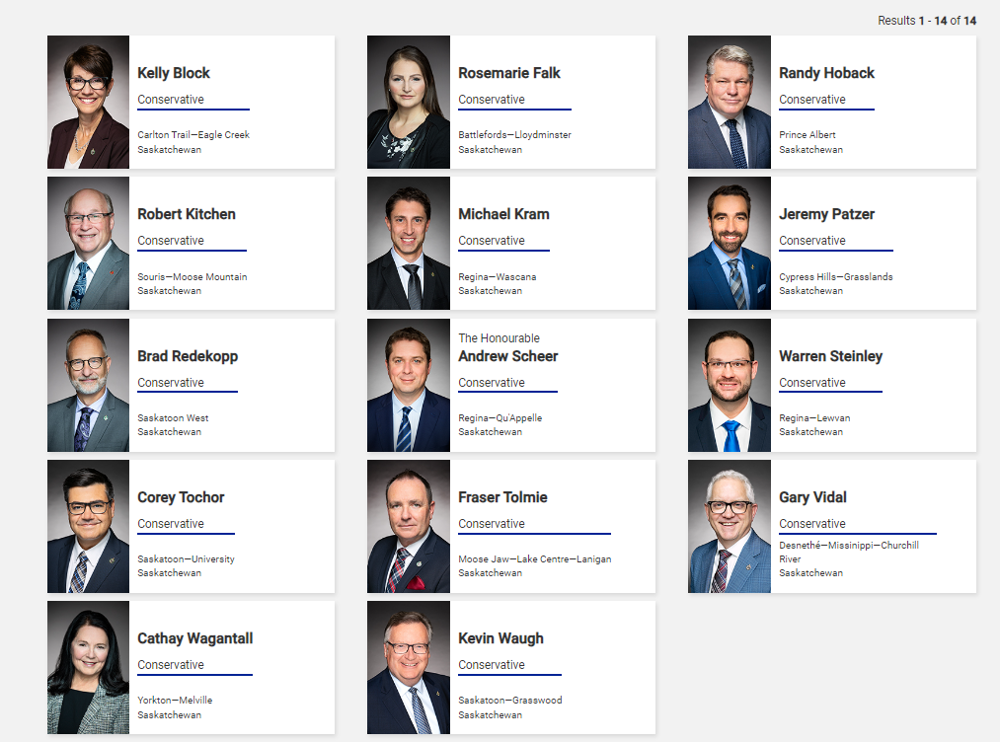 Results 1 - 14 of 14
Kelly Block
Conservative
Carlton Trail—Eagle Creek
Saskatchewan
Rosemarie Falk
Conservative
Battlefords—Lloydminster
Saskatchewan
Randy Hoback
Conservative
Prince Albert
Saskatchewan
Robert Kitchen
Conservative
Souris—Moose Mountain
Saskatchewan
Michael Kram
Conservative
Regina—Wascana
Saskatchewan
Jeremy Patzer
Conservative
Cypress Hills—Grasslands
Saskatchewan
Brad Redekopp
Conservative
Saskatoon West
Saskatchewan
The Honourable
Andrew Scheer
Conservative
Regina—Qu'Appelle
Saskatchewan
Warren Steinley
Conservative
Regina—Lewvan
Saskatchewan
Corey Tochor
Conservative
Saskatoon—University
Saskatchewan
Fraser Tolmie
Conservative
Moose Jaw—Lake Centre—Lanigan
Saskatchewan
Gary Vidal
Conservative
Desnethé—Missinippi—Churchill
River
Saskatchewan
Cathay Wagantall
Conservative
Yorkton—Melville
Saskatchewan
Kevin Waugh
Conservative
Saskatoon—Grasswood
Saskatchewan